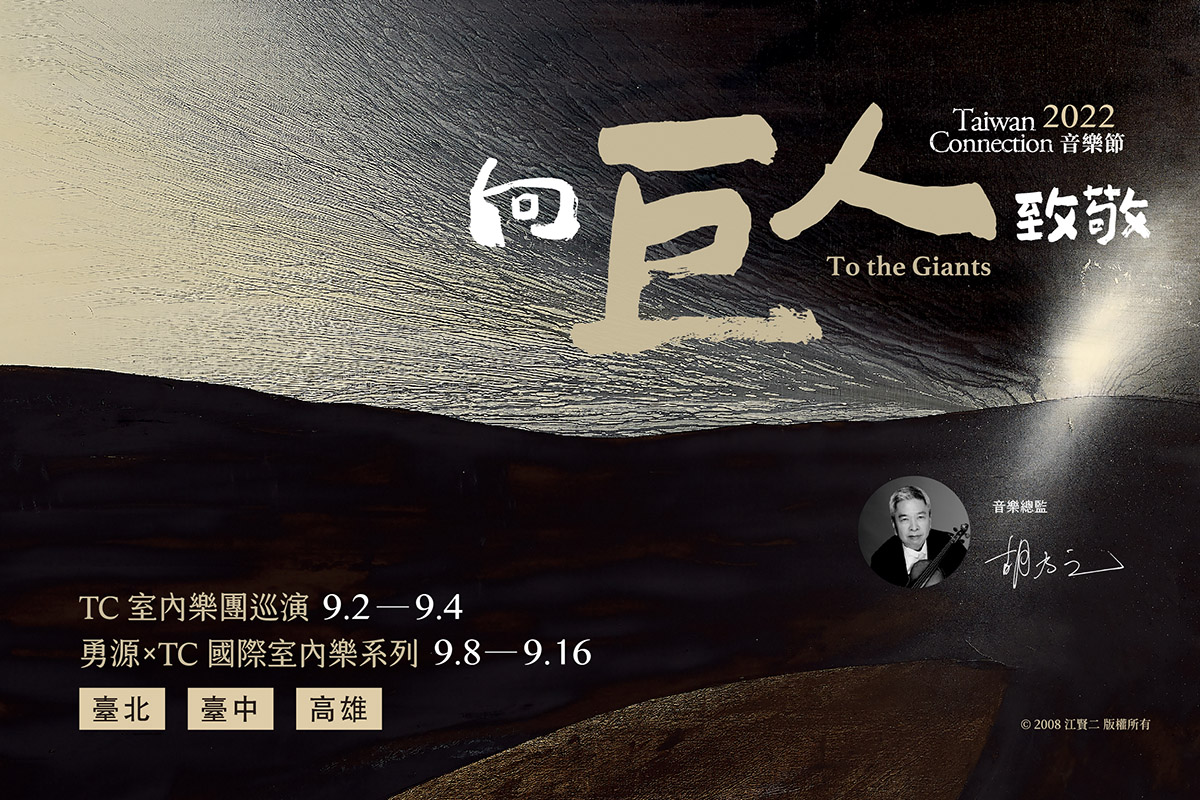 Taiwan 2022
Connection 音樂節
向巨人致敬
To the Giants
音樂總監
胡乃元
TC 室內樂團巡演 9.2—9.4
勇源×TC 國際室內樂系列 9.8—9.16
臺北 臺中 高雄
© 2008 江賢二 版權所有